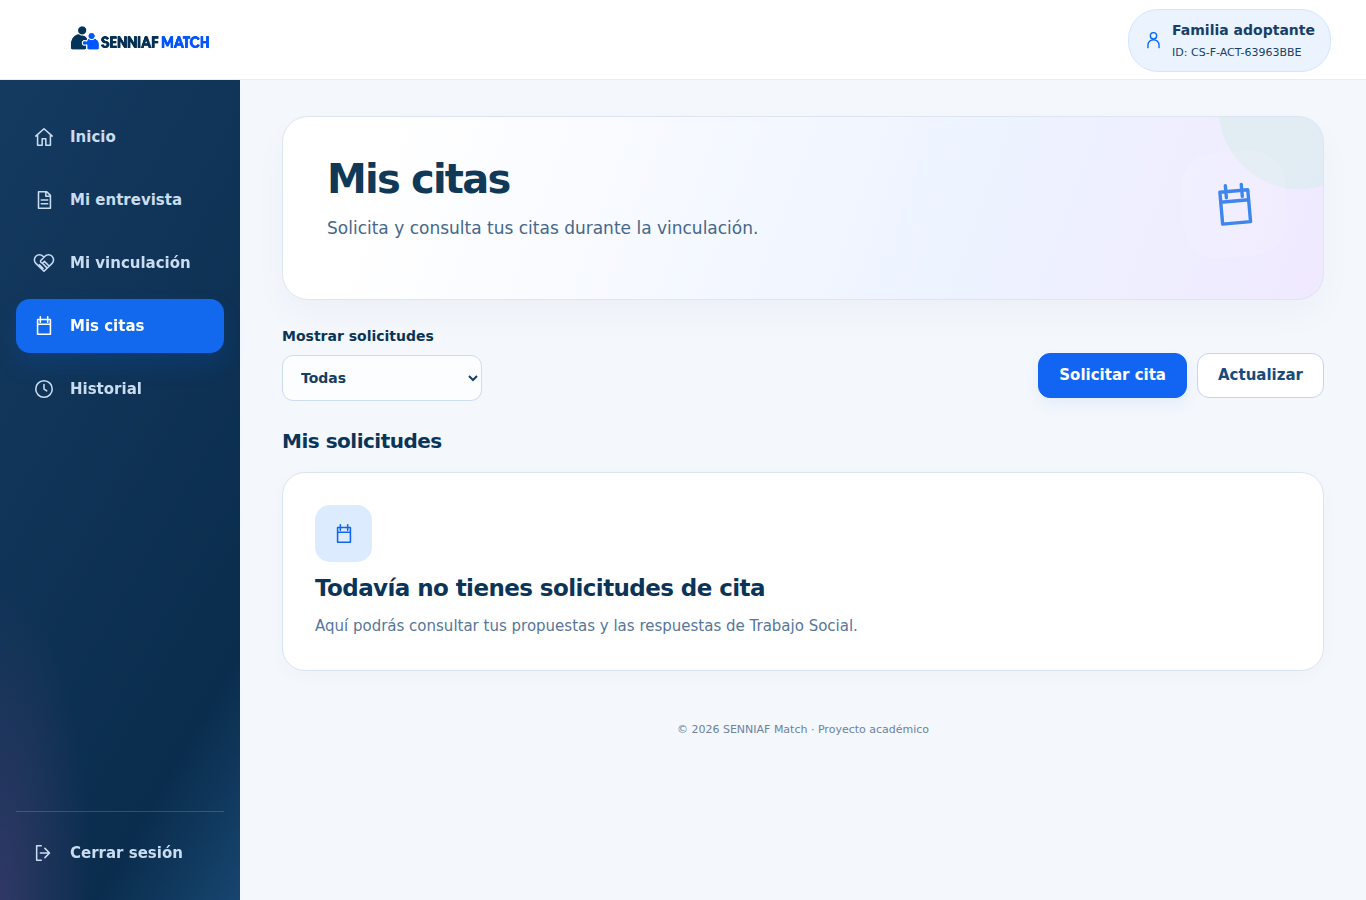 SENNIAF MATCH
Familia adoptante
ID: CS-F-ACT-63963BBE
Inicio
Mi entrevista
Mi vinculación
Mis citas
Historial
Cerrar sesión
Mis citas
Solicita y consulta tus citas durante la vinculación.
Mostrar solicitudes
Todas
Solicitar cita
Actualizar
Mis solicitudes
Todavía no tienes solicitudes de cita
Aquí podrás consultar tus propuestas y las respuestas de Trabajo Social.
© 2026 SENNIAF Match · Proyecto académico